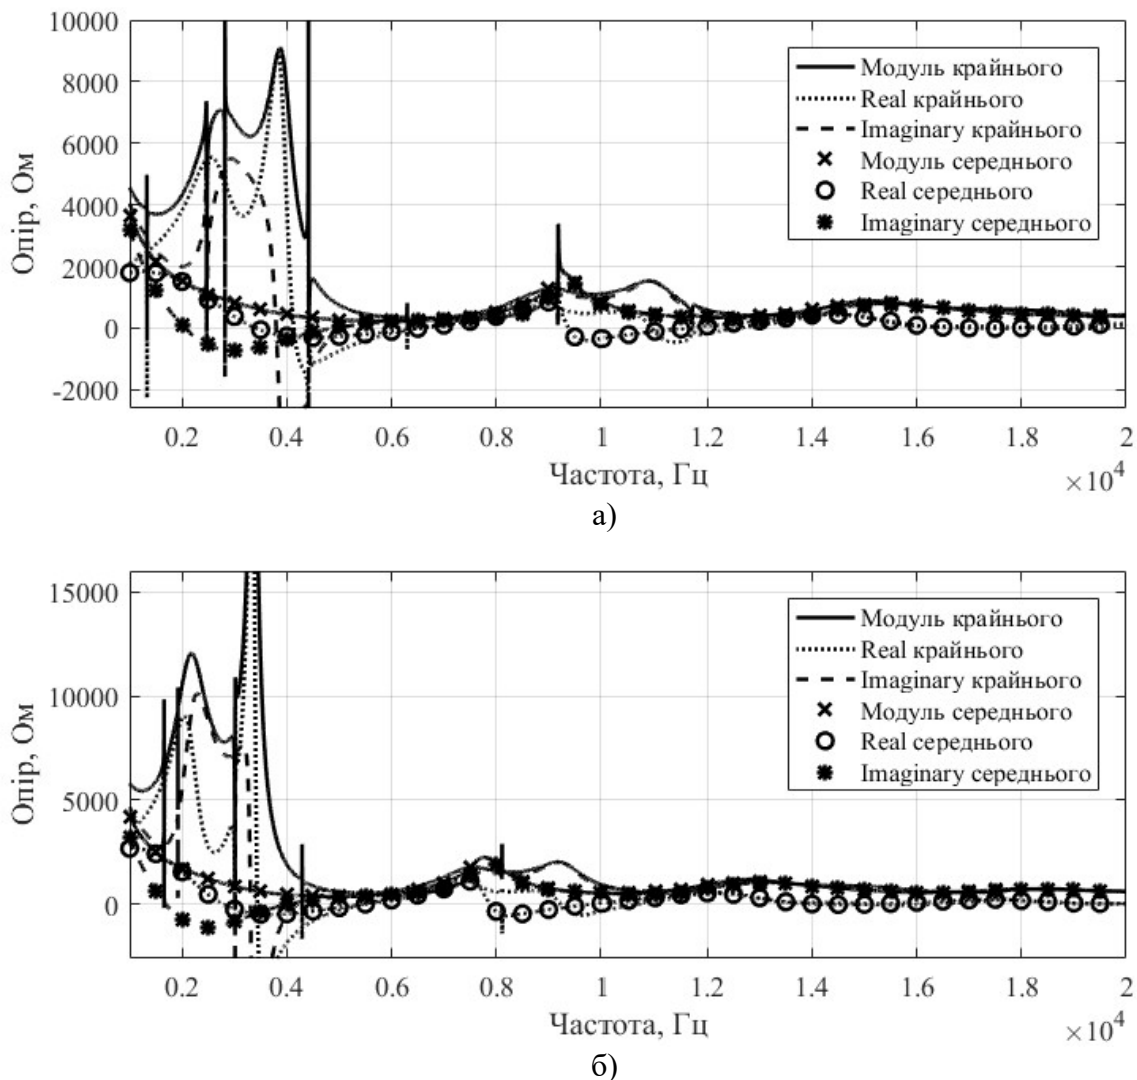 10000
8000
6000
4000
2000
0
-2000
Опір, Ом
Модуль крайнього
Real крайнього
Imaginary крайнього
Модуль середнього
Real середнього
Imaginary середнього
0.2 0.4 0.6 0.8 1 1.2 1.4 1.6 1.8 2
Частота, Гц
×10⁴
а)
15000
10000
5000
0
Опір, Ом
Модуль крайнього
Real крайнього
Imaginary крайнього
Модуль середнього
Real середнього
Imaginary середнього
0.2 0.4 0.6 0.8 1 1.2 1.4 1.6 1.8 2
Частота, Гц
×10⁴
б)